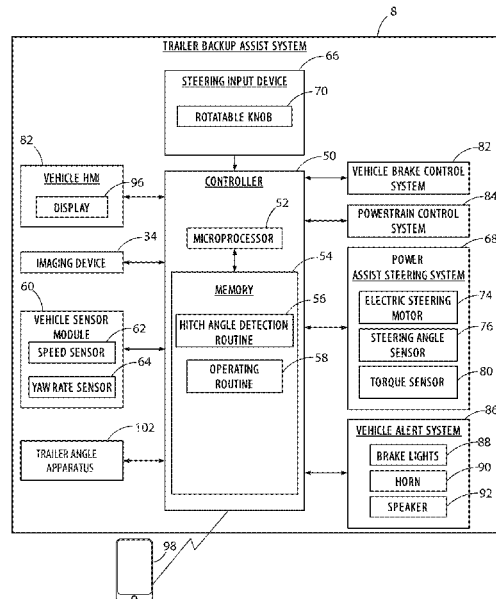 8
TRAILER BACKUP ASSIST SYSTEM
66
STEERING INPUT DEVICE
70
ROTATABLE KNOB
82
VEHICLE HMI
96
DISPLAY
50
CONTROLLER
52
MICROPROCESSOR
82
VEHICLE BRAKE CONTROL
SYSTEM
84
POWERTRAIN CONTROL
SYSTEM
34
IMAGING DEVICE
54
MEMORY
56
HITCH ANGLE DETECTION
ROUTINE
58
OPERATING
ROUTINE
68
POWER
ASSIST STEERING SYSTEM
74
ELECTRIC STEERING
MOTOR
76
STEERING ANGLE
SENSOR
80
TORQUE SENSOR
60
VEHICLE SENSOR
MODULE
62
SPEED SENSOR
64
YAW RATE SENSOR
102
TRAILER ANGLE
APPARATUS
86
VEHICLE ALERT SYSTEM
88
BRAKE LIGHTS
90
HORN
92
SPEAKER
98